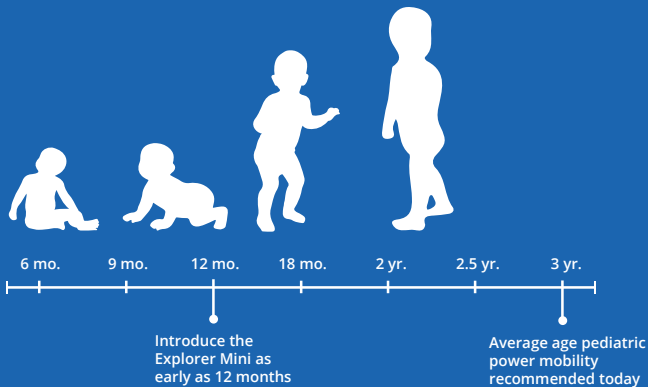 6 mo.
9 mo.
12 mo.
18 mo.
2 yr.
2.5 yr.
3 yr.
Introduce the
Explorer Mini as
early as 12 months
Average age pediatric
power mobility
recommended today